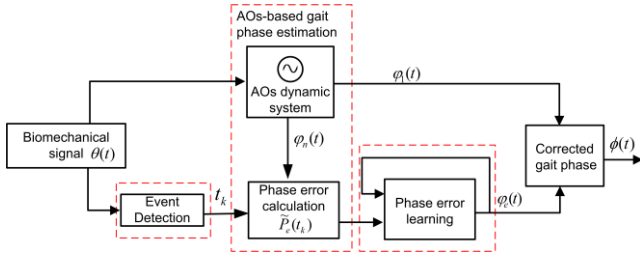 AOs-based gait
phase estimation
AOs dynamic
system
φ₁(t)
Biomechanical
signal θ(t)
φₙ(t)
Corrected
gait phase
ϕ(t)
Event
Detection
tₖ
Phase error
calculation
P̃ₑ(tₖ)
Phase error
learning
φₑ(t)